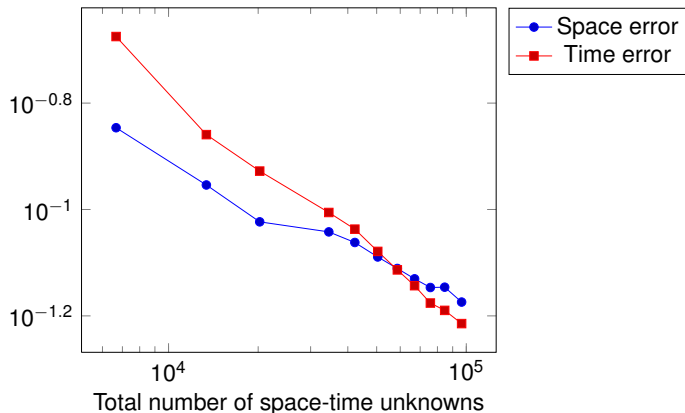 Space error
Time error
10^−0.8
10^−1
10^−1.2
10^4
10^5
Total number of space-time unknowns